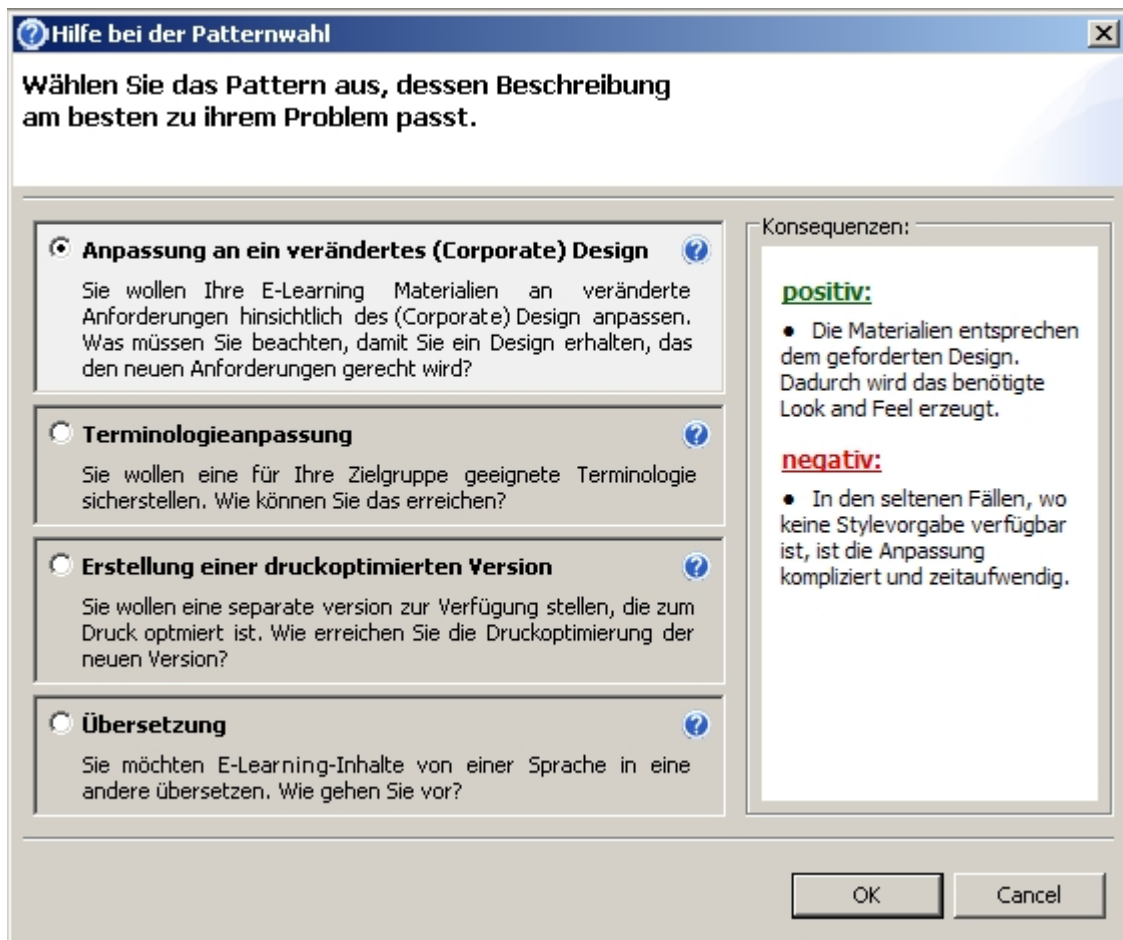 Hilfe bei der Patternwahl
Wählen Sie das Pattern aus, dessen Beschreibung
am besten zu ihrem Problem passt.
Anpassung an ein verändertes (Corporate) Design
Sie wollen Ihre E-Learning Materialien an veränderte
Anforderungen hinsichtlich des (Corporate) Design anpassen.
Was müssen Sie beachten, damit Sie ein Design erhalten, das
den neuen Anforderungen gerecht wird?
Terminologieanpassung
Sie wollen eine für Ihre Zielgruppe geeignete Terminologie
sicherstellen. Wie können Sie das erreichen?
Erstellung einer druckoptimierten Version
Sie wollen eine separate version zur Verfügung stellen, die zum
Druck optmiert ist. Wie erreichen Sie die Druckoptimierung der
neuen Version?
Übersetzung
Sie möchten E-Learning-Inhalte von einer Sprache in eine
andere übersetzen. Wie gehen Sie vor?
Konsequenzen:
positiv:
• Die Materialien entsprechen
dem geforderten Design.
Dadurch wird das benötigte
Look and Feel erzeugt.
negativ:
• In den seltenen Fällen, wo
keine Stylevorgabe verfügbar
ist, ist die Anpassung
kompliziert und zeitaufwendig.
OK
Cancel